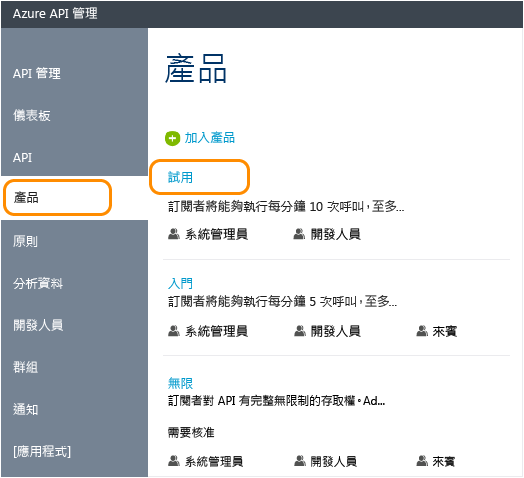 Azure API 管理
API 管理
儀表板
API
產品
原則
分析資料
開發人員
群組
通知
[應用程式]
產品
加入產品
試用
訂閱者將能夠執行每分鐘 10 次呼叫，至多...
系統管理員 開發人員
入門
訂閱者將能夠執行每分鐘 5 次呼叫，至多...
系統管理員 開發人員 來賓
無限
訂閱者對 API 有完整無限制的存取權。Ad...
需要核准
系統管理員 開發人員 來賓